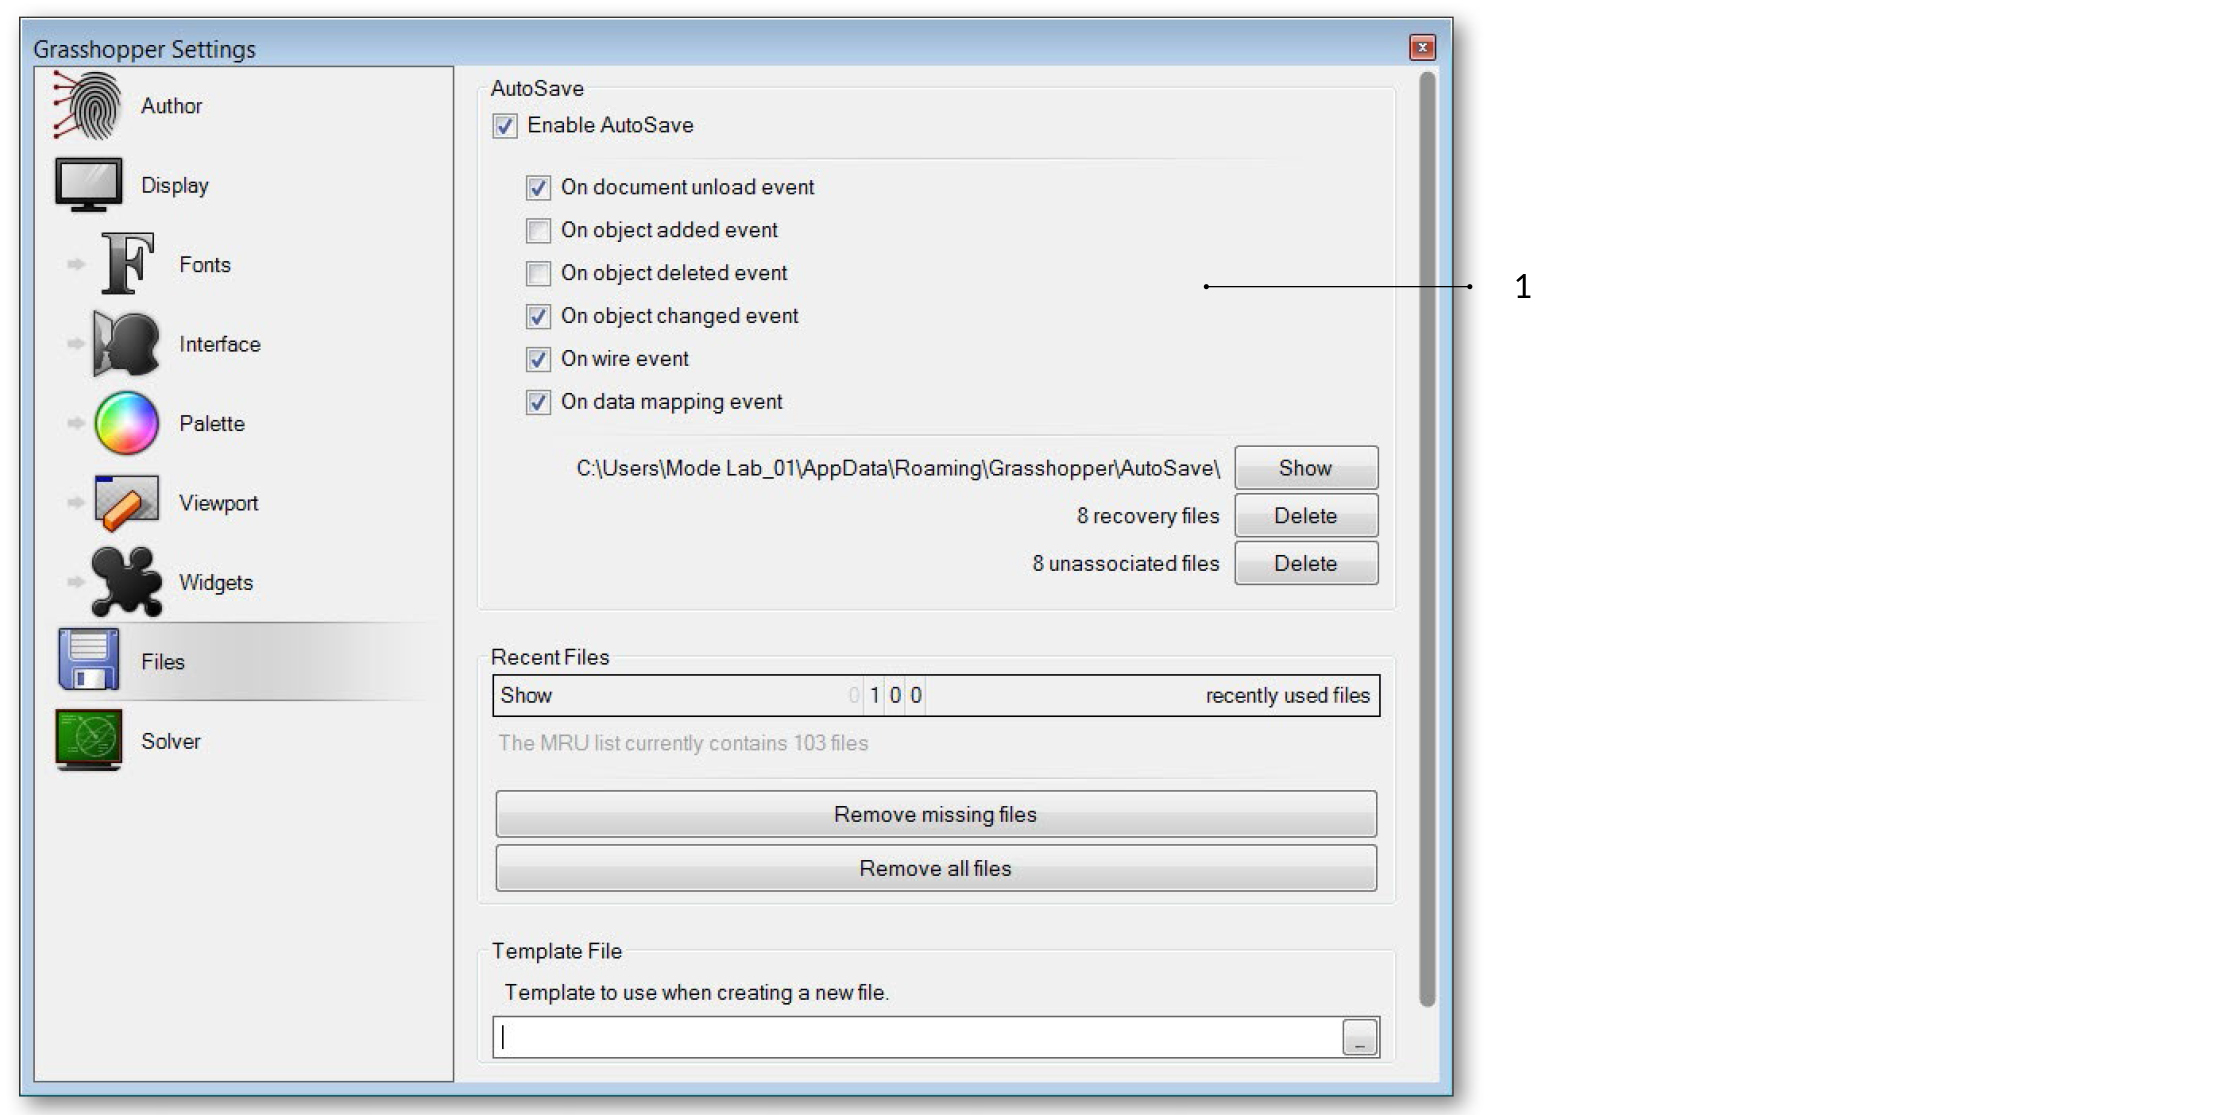 Grasshopper Settings
x
Author
Display
Fonts
Interface
Palette
Viewport
Widgets
Files
Solver
AutoSave
Enable AutoSave
On document unload event
On object added event
On object deleted event
On object changed event
On wire event
On data mapping event
C:\Users\Mode Lab_01\AppData\Roaming\Grasshopper\AutoSave\ Show
8 recovery files Delete
8 unassociated files Delete
Recent Files
Show 0 1 0 0 recently used files
The MRU list currently contains 103 files
Remove missing files
Remove all files
Template File
Template to use when creating a new file.
1